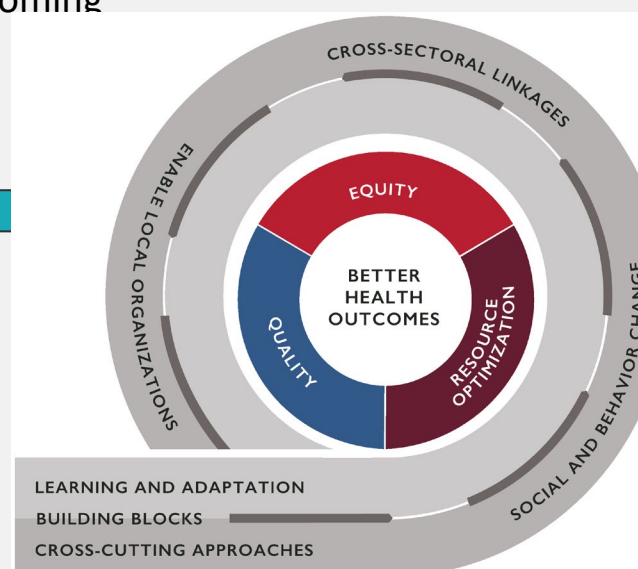 CROSS-SECTORAL LINKAGES
ENABLE LOCAL ORGANIZATIONS
EQUITY
BETTER
HEALTH
OUTCOMES
QUALITY
RESOURCE
OPTIMIZATION
SOCIAL AND BEHAVIOR CHANGE
LEARNING AND ADAPTATION
BUILDING BLOCKS
CROSS-CUTTING APPROACHES